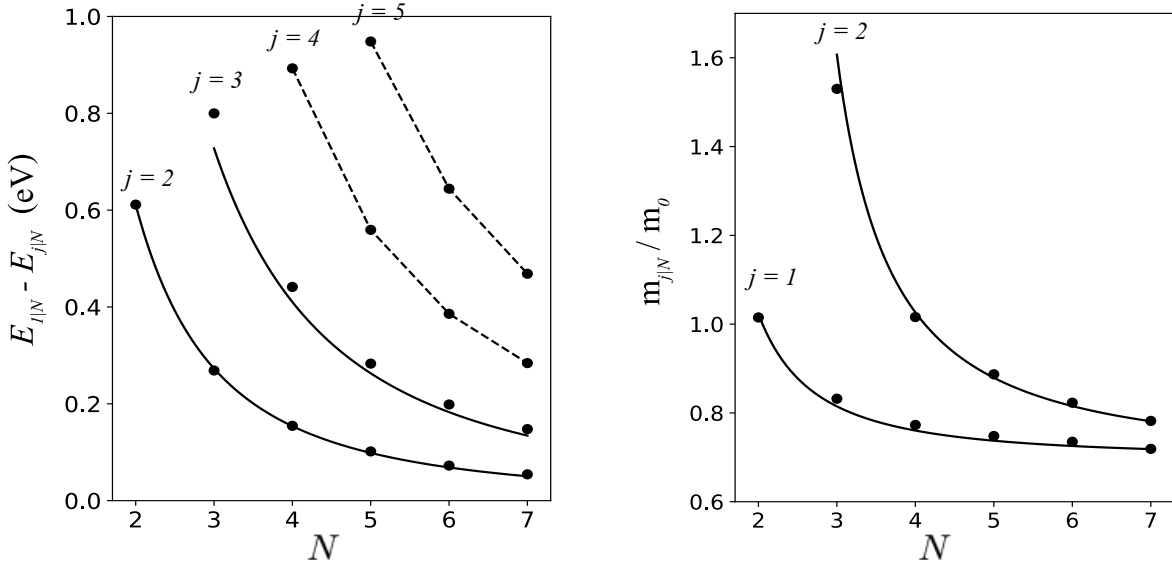 1.0
0.8
0.6
0.4
0.2
0.0
E1|N - Ej|N (eV)
j = 2
j = 3
j = 4
j = 5
2 3 4 5 6 7
N
1.6
1.4
1.2
1.0
0.8
0.6
mj|N / m0
j = 1
j = 2
2 3 4 5 6 7
N